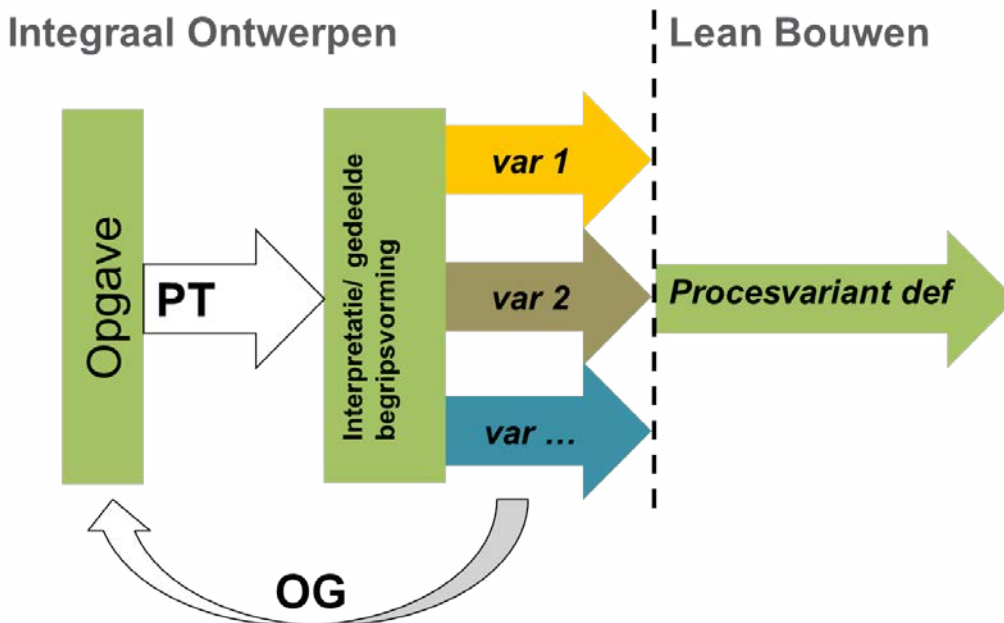 Integraal Ontwerpen
Lean Bouwen
Opgave
PT
Interpretatie/ gedeelde
begripsvorming
var 1
var 2
var ...
Procesvariant def
OG